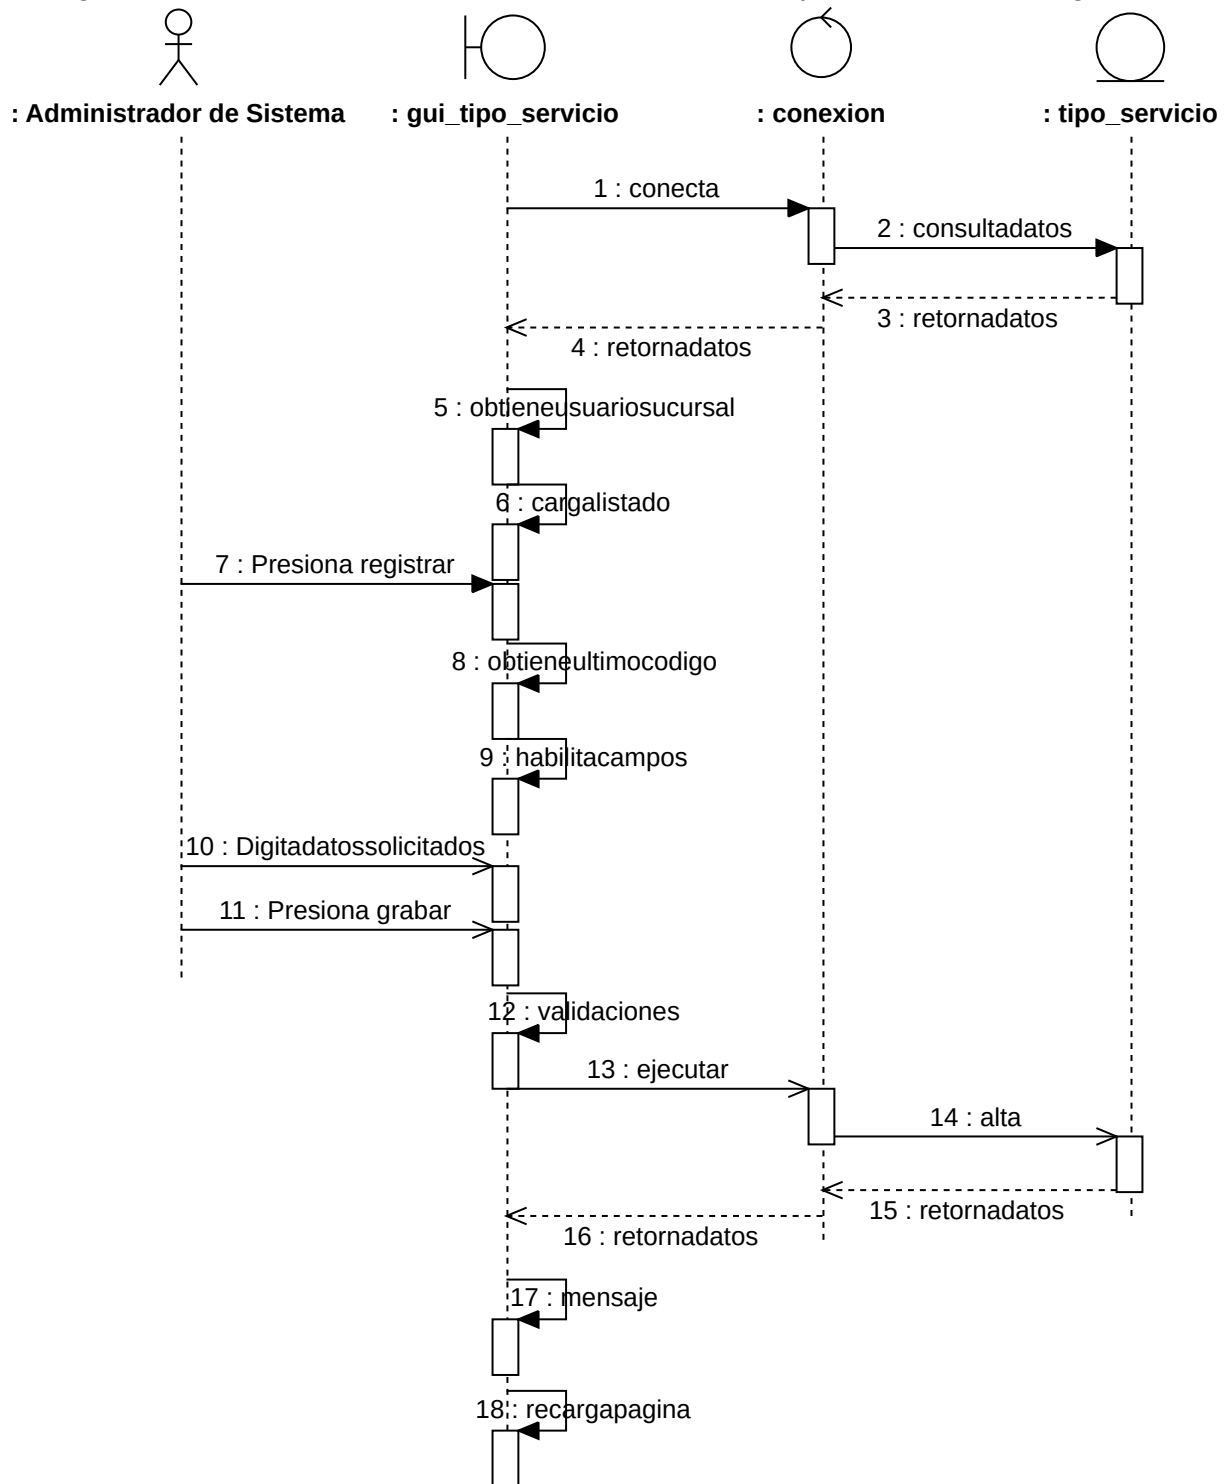 : Administrador de Sistema
: gui_tipo_servicio
: conexion
: tipo_servicio
1 : conecta
2 : consultadatos
3 : retornadatos
4 : retornadatos
5 : obtieneusuariosucursal
6 : cargalistado
7 : Presiona registrar
8 : obtieneultimocodigo
9 : habilitacampos
10 : Digitadatossolicitados
11 : Presiona grabar
12 : validaciones
13 : ejecutar
14 : alta
15 : retornadatos
16 : retornadatos
17 : mensaje
18 : recargapagina